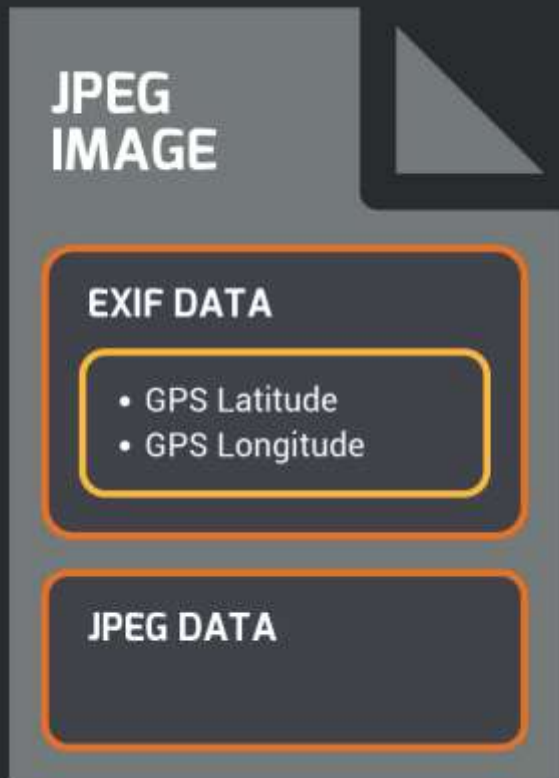 JPEG
IMAGE
EXIF DATA
• GPS Latitude
• GPS Longitude
JPEG DATA